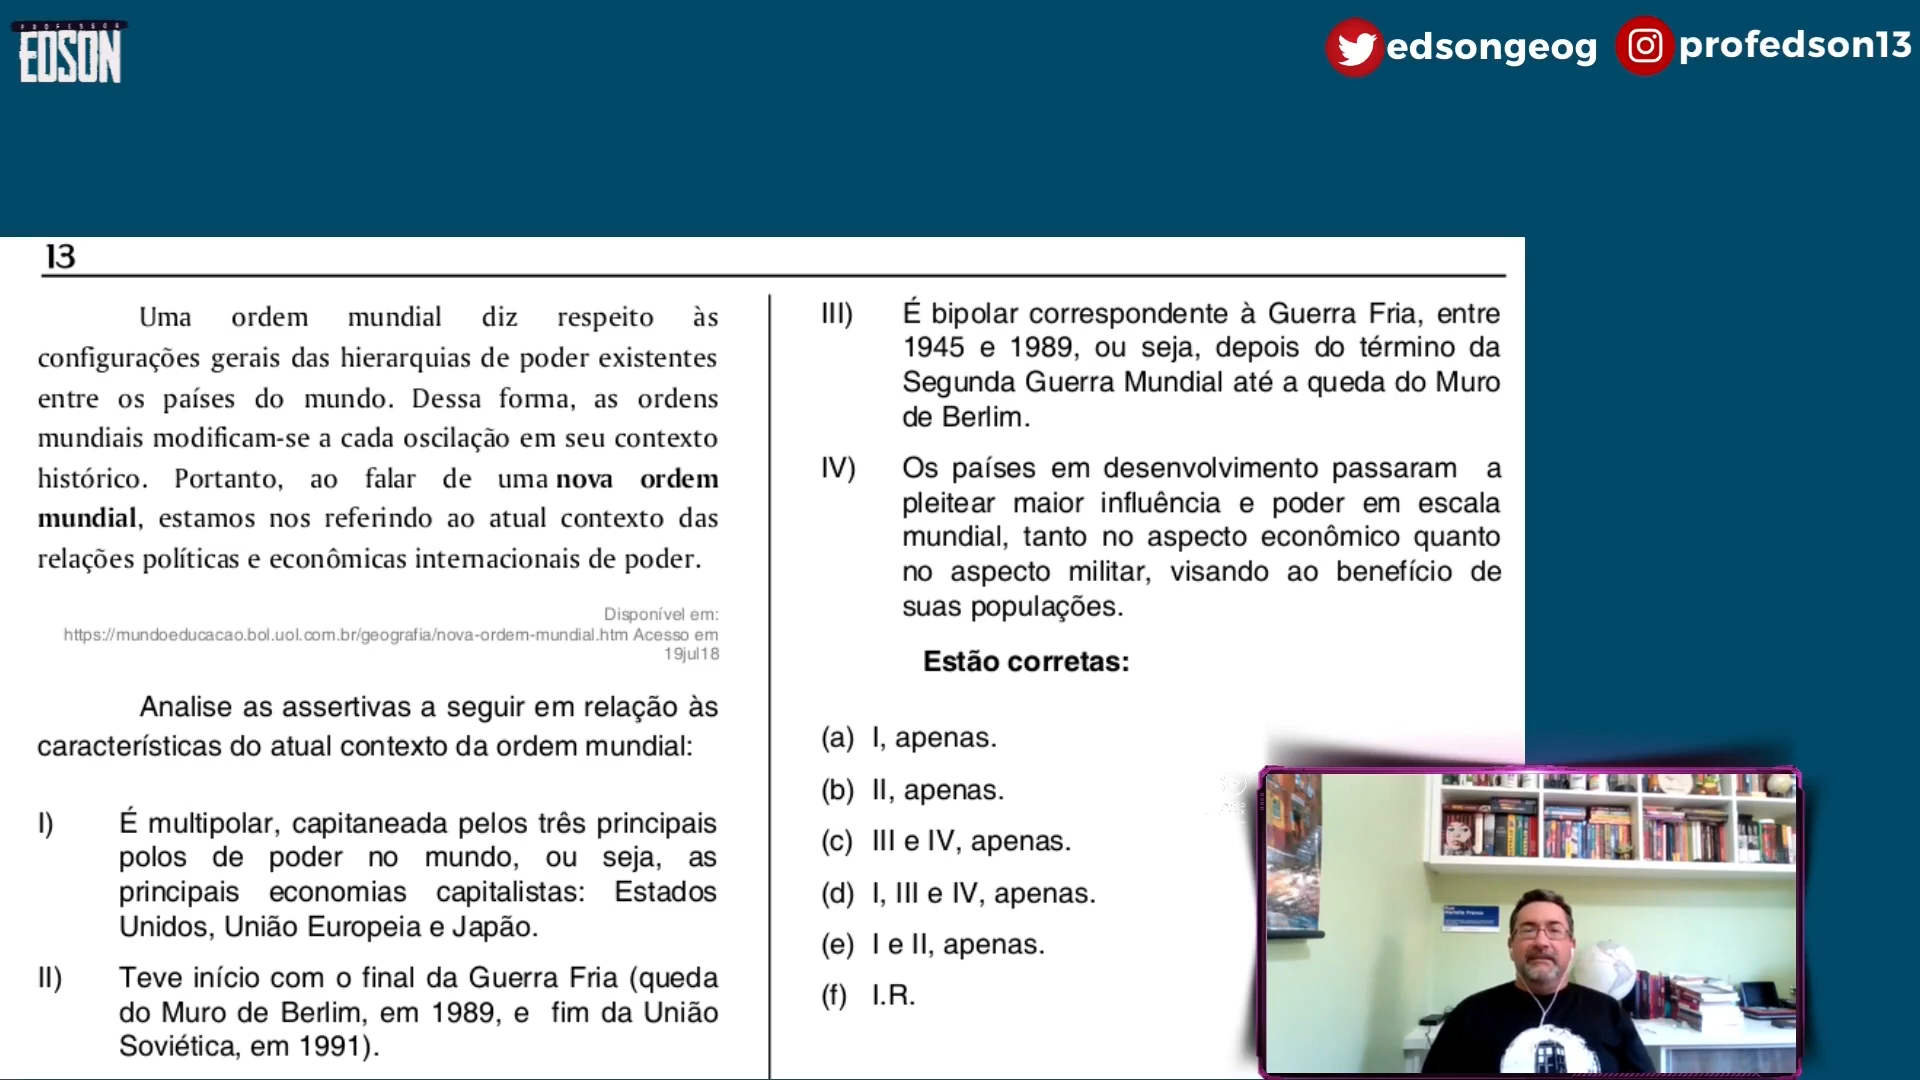 PROFESSOR
EDSON
edsongeog
profedson13
13
Uma ordem mundial diz respeito às
configurações gerais das hierarquias de poder existentes
entre os países do mundo. Dessa forma, as ordens
mundiais modificam-se a cada oscilação em seu contexto
histórico. Portanto, ao falar de uma nova ordem
mundial, estamos nos referindo ao atual contexto das
relações políticas e econômicas internacionais de poder.
Disponível em:
https://mundoeducacao.bol.uol.com.br/geografia/nova-ordem-mundial.htm Acesso em
19jul18
Analise as assertivas a seguir em relação às
características do atual contexto da ordem mundial:
I) É multipolar, capitaneada pelos três principais
polos de poder no mundo, ou seja, as
principais economias capitalistas: Estados
Unidos, União Europeia e Japão.
II) Teve início com o final da Guerra Fria (queda
do Muro de Berlim, em 1989, e fim da União
Soviética, em 1991).
III) É bipolar correspondente à Guerra Fria, entre
1945 e 1989, ou seja, depois do término da
Segunda Guerra Mundial até a queda do Muro
de Berlim.
IV) Os países em desenvolvimento passaram a
pleitear maior influência e poder em escala
mundial, tanto no aspecto econômico quanto
no aspecto militar, visando ao benefício de
suas populações.
Estão corretas:
(a) I, apenas.
(b) II, apenas.
(c) III e IV, apenas.
(d) I, III e IV, apenas.
(e) I e II, apenas.
(f) I.R.
Marielle Franco